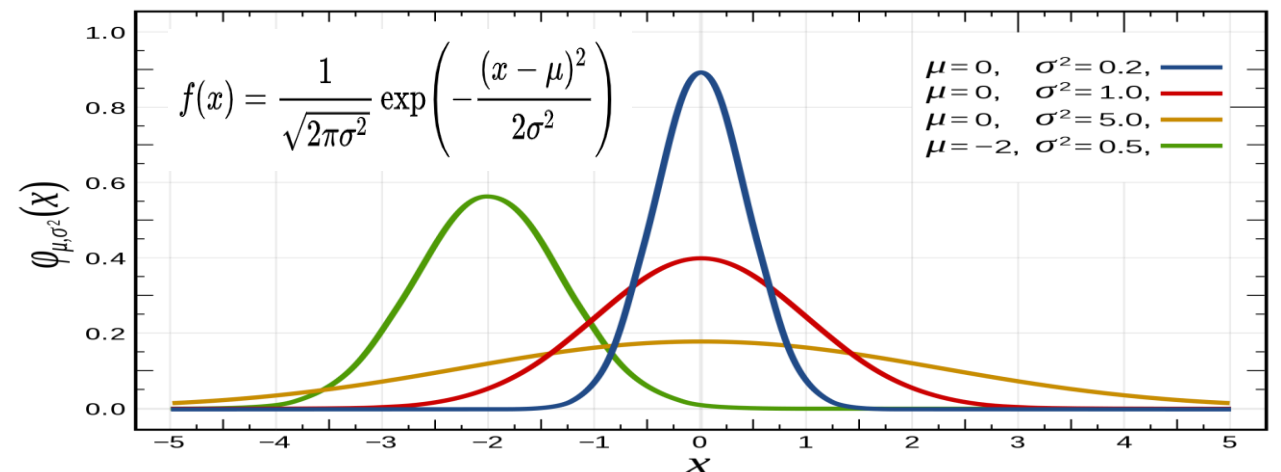 1.0
0.8
0.6
0.4
0.2
0.0
φμ,σ²(χ)
f(x) = 1/√(2πσ²) exp(−(x − μ)²/2σ²)
μ=0, σ²=0.2,
μ=0, σ²=1.0,
μ=0, σ²=5.0,
μ=−2, σ²=0.5,
−5 −4 −3 −2 −1 0 1 2 3 4 5
x